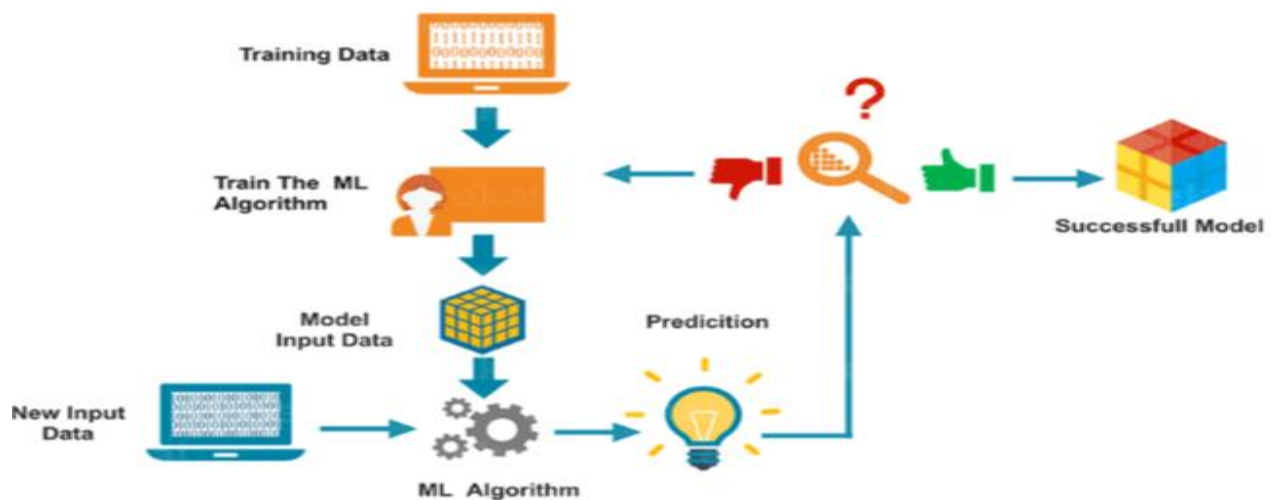 Training Data
?
Train The ML
Algorithm
Successfull Model
Model
Input Data
Predicition
New Input
Data
ML Algorithm